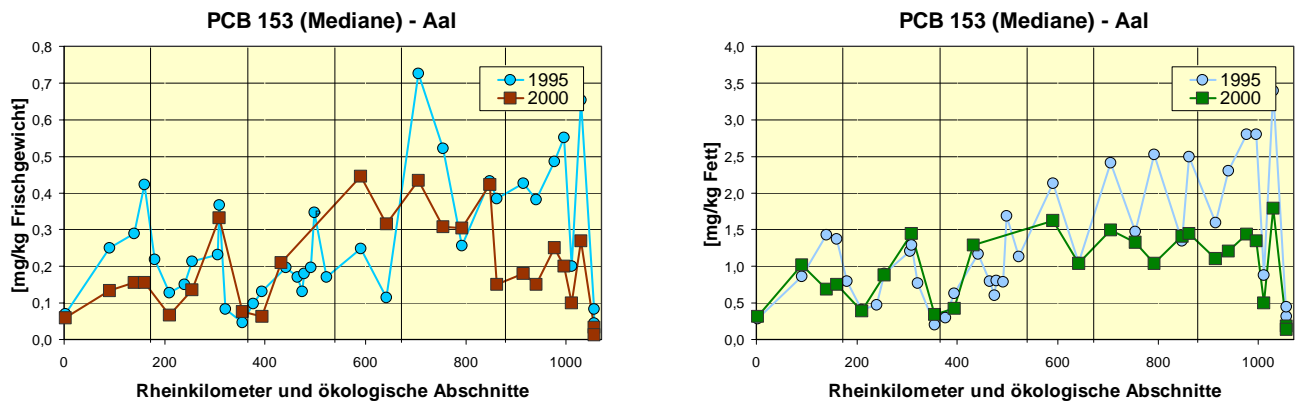 PCB 153 (Mediane) - Aal
0,8
0,7
0,6
0,5
0,4
0,3
0,2
0,1
0,0
[mg/kg Frischgewicht]
1995
2000
0 200 400 600 800 1000
Rheinkilometer und ökologische Abschnitte
PCB 153 (Mediane) - Aal
4,0
3,5
3,0
2,5
2,0
1,5
1,0
0,5
0,0
[mg/kg Fett]
1995
2000
0 200 400 600 800 1000
Rheinkilometer und ökologische Abschnitte